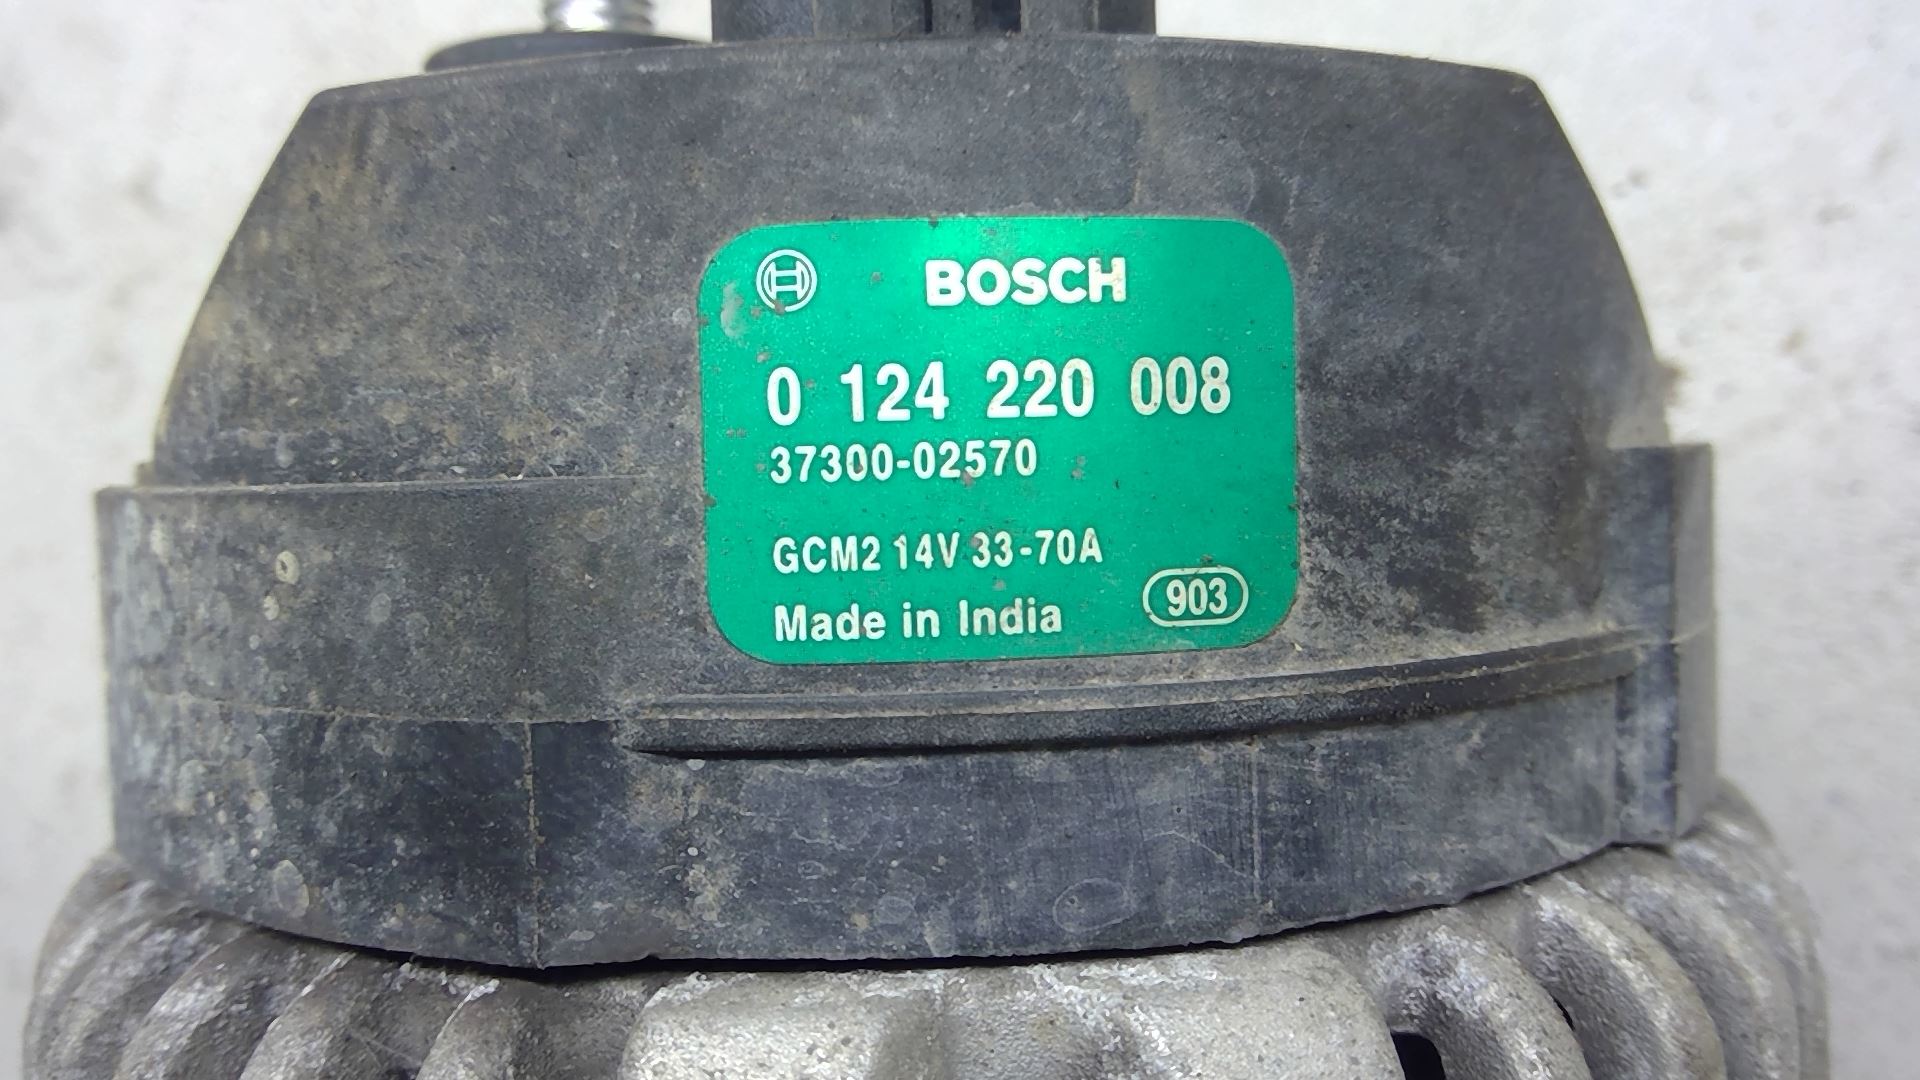 BOSCH
0 124 220 008
37300-02570
GCM2 14V 33-70A
Made in India 903